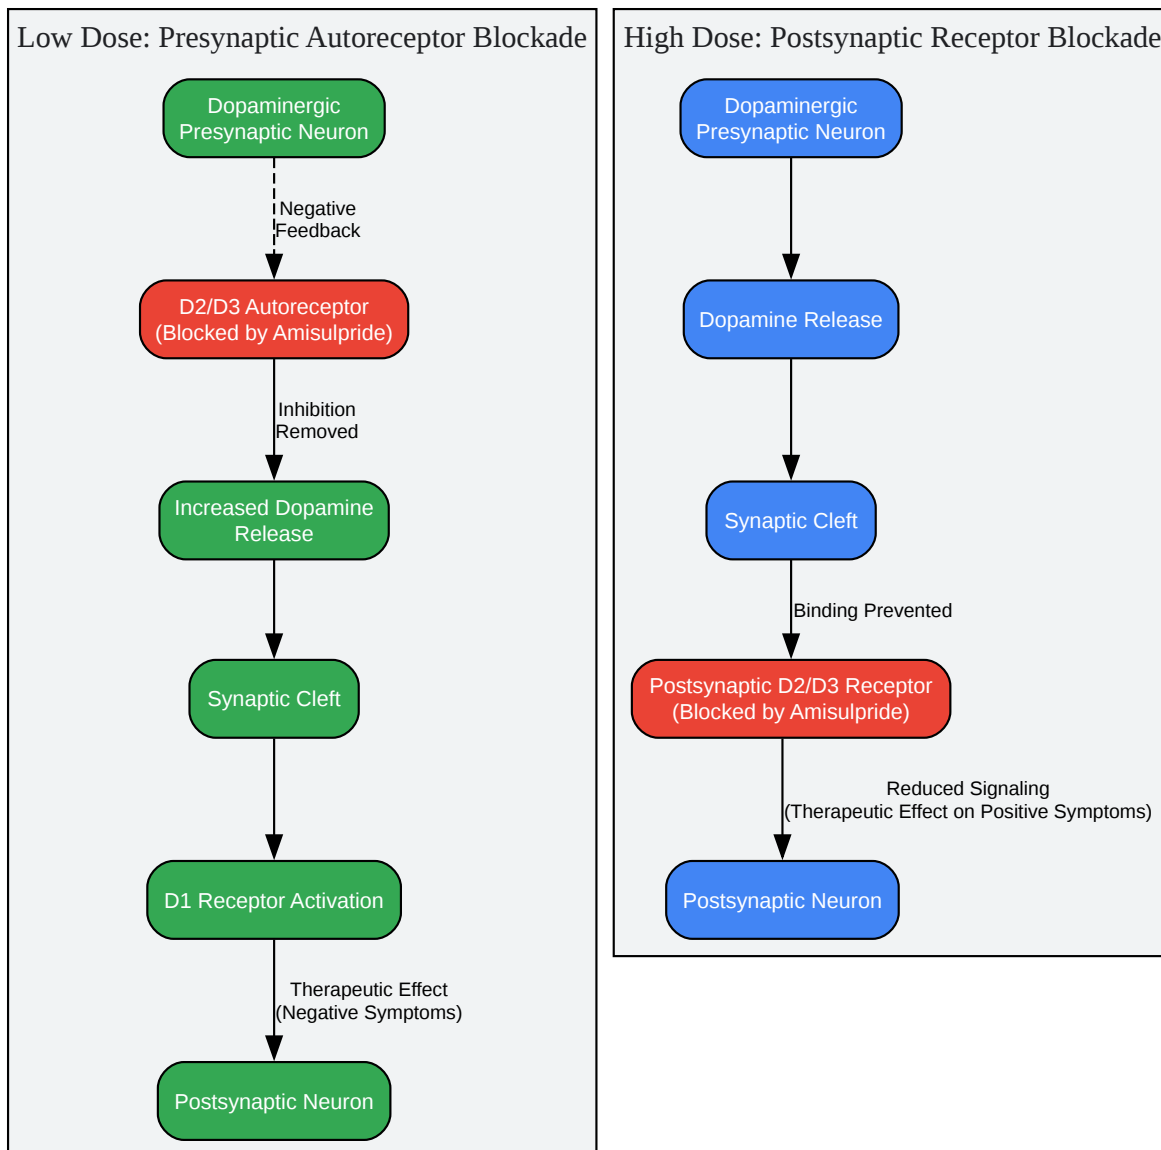 Low Dose: Presynaptic Autoreceptor Blockade
Dopaminergic
Presynaptic Neuron
Negative
Feedback
D2/D3 Autoreceptor
(Blocked by Amisulpride)
Inhibition
Removed
Increased Dopamine
Release
Synaptic Cleft
D1 Receptor Activation
Therapeutic Effect
(Negative Symptoms)
Postsynaptic Neuron
High Dose: Postsynaptic Receptor Blockade
Dopaminergic
Presynaptic Neuron
Dopamine Release
Synaptic Cleft
Binding Prevented
Postsynaptic D2/D3 Receptor
(Blocked by Amisulpride)
Reduced Signaling
(Therapeutic Effect on Positive Symptoms)
Postsynaptic Neuron